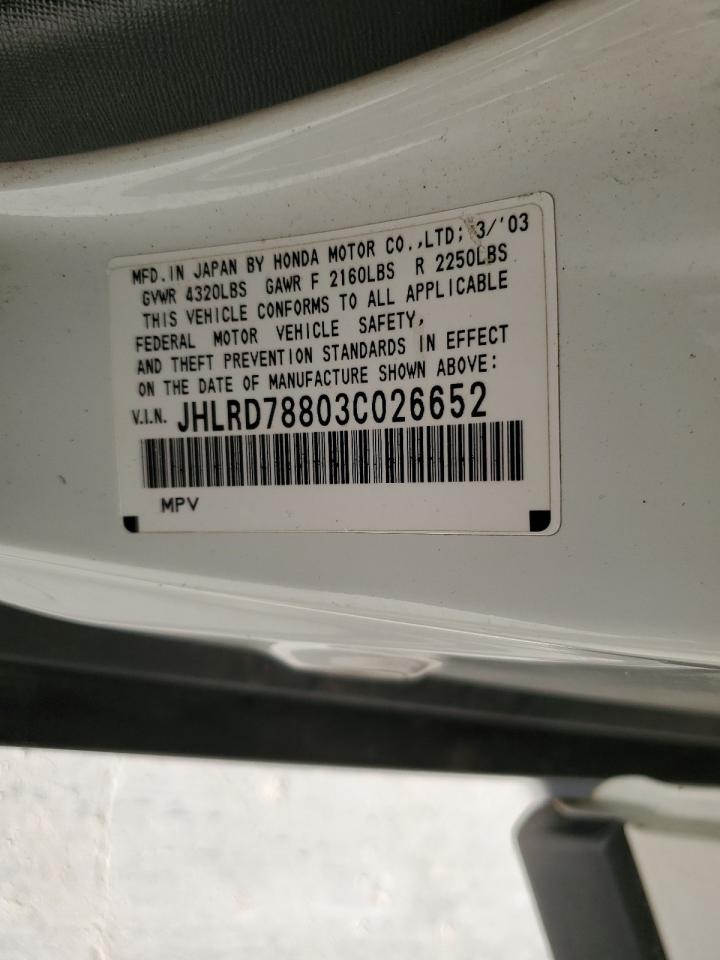 MFD.IN JAPAN BY HONDA MOTOR CO.,LTD; 3/'03
GVWR 4320LBS GAWR F 2160LBS R 2250LBS
THIS VEHICLE CONFORMS TO ALL APPLICABLE
FEDERAL MOTOR VEHICLE SAFETY,
AND THEFT PREVENTION STANDARDS IN EFFECT
ON THE DATE OF MANUFACTURE SHOWN ABOVE:
V.I.N. JHLRD78803C026652
MPV